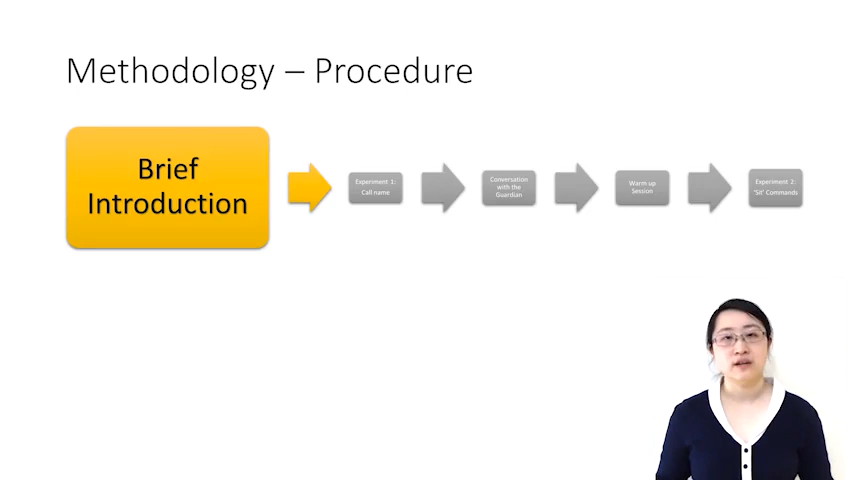 Methodology – Procedure
Brief
Introduction
Experiment 1:
Call name
Conversation
with the
Guardian
Warm up
Session
Experiment 2:
'Sit' Commands